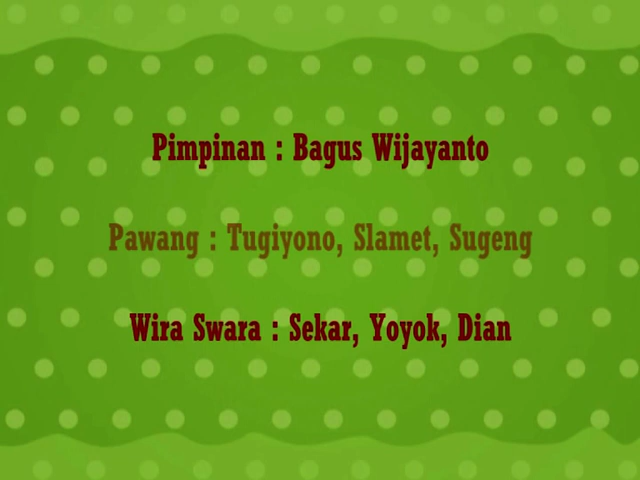 Pimpinan : Bagus Wijayanto
Pawang : Tugiyono, Slamet, Sugeng
Wira Swara : Sekar, Yoyok, Dian